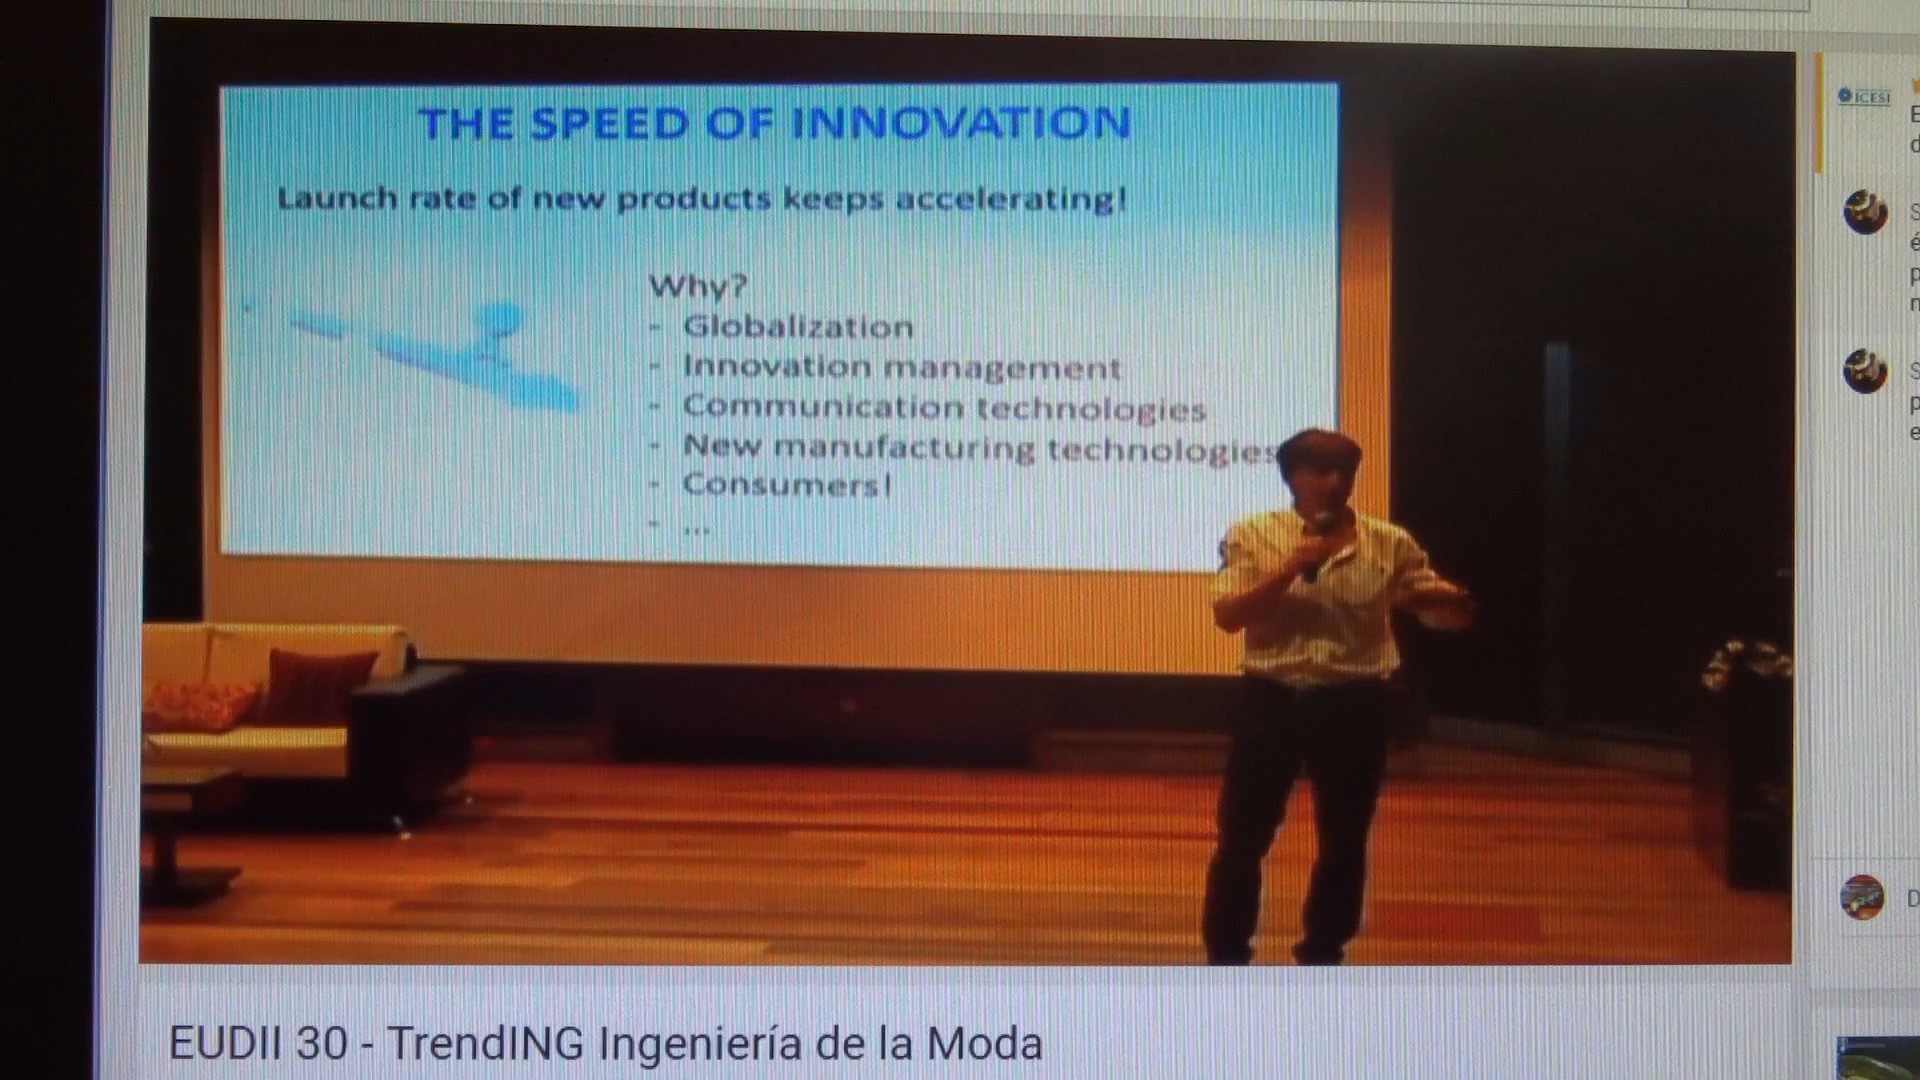 THE SPEED OF INNOVATION
Launch rate of new products keeps accelerating!
Why?
- Globalization
- Innovation management
- Communication technologies
- New manufacturing technologies
- Consumers!
- ...
EUDII 30 - TrendING Ingeniería de la Moda
ICESI
E
d
S
é
p
n
S
p
e
D